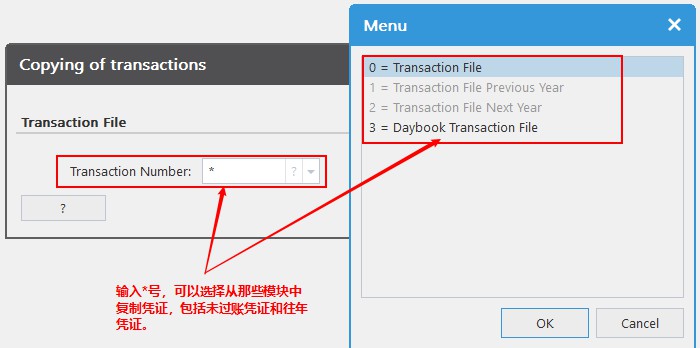 Copying of transactions
Transaction File
Transaction Number:
*
?
?
输入*号，可以选择从那些模块中
复制凭证，包括未过账凭证和往年
凭证。
Menu
0 = Transaction File
1 = Transaction File Previous Year
2 = Transaction File Next Year
3 = Daybook Transaction File
OK
Cancel